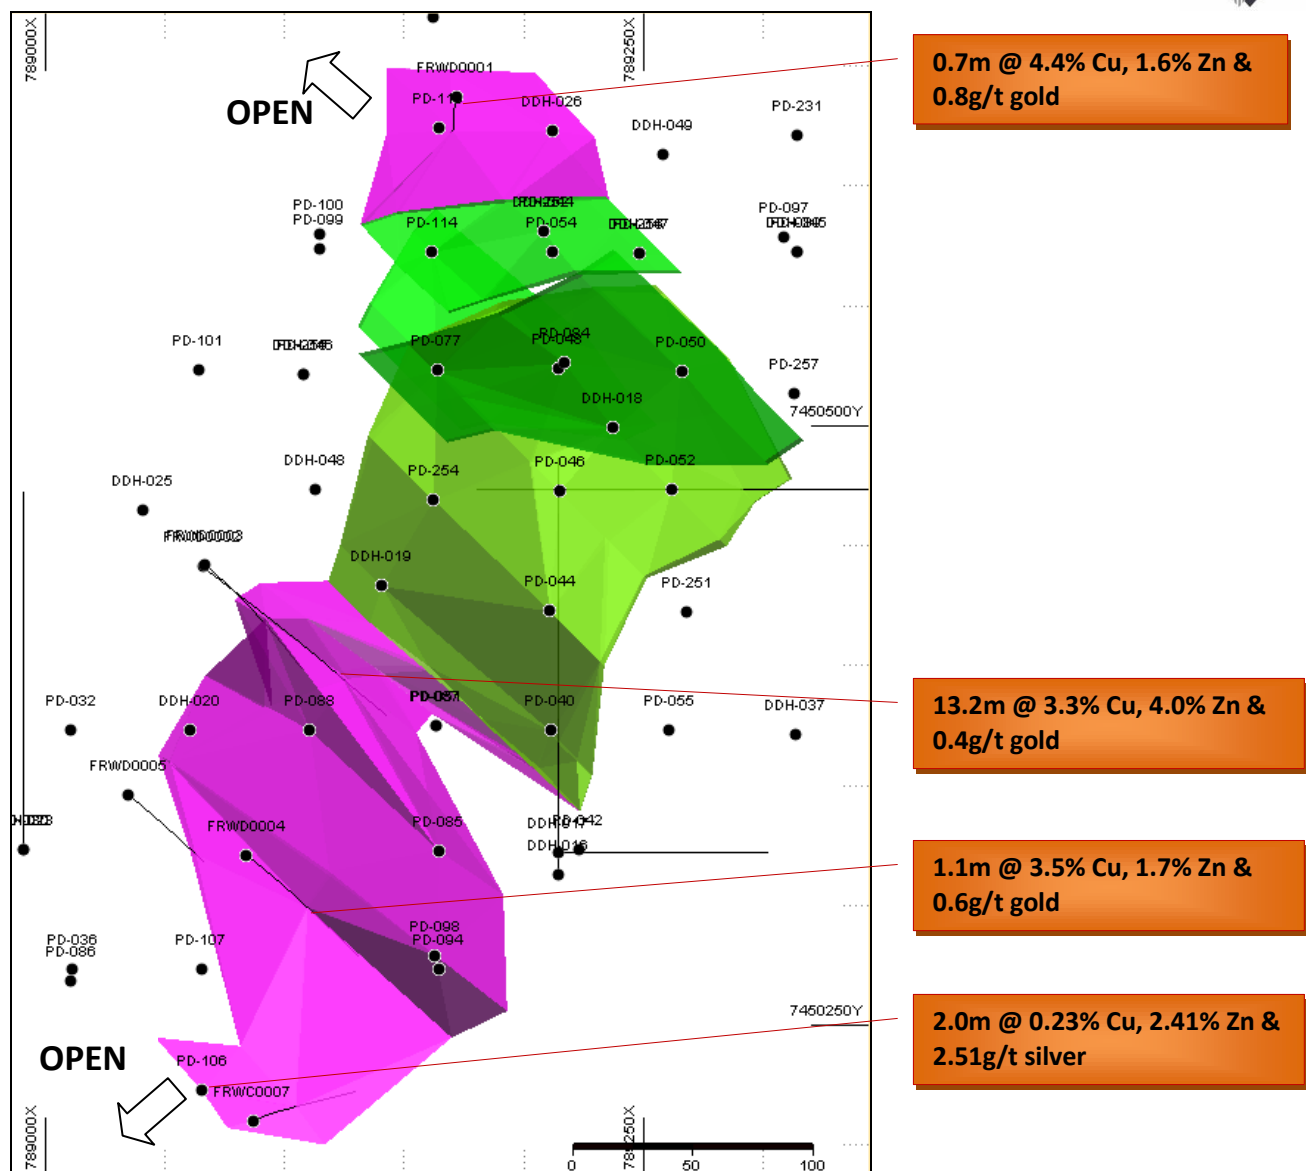 789000X
789250X
FRWD0001
OPEN
DDH-026
PD-231
DDH-049
0.7m @ 4.4% Cu, 1.6% Zn &
0.8g/t gold
PD-100
PD-099
PD-114
PD-054
PD-097
PD-101
PD-077
PD-084
PD-048
PD-050
PD-257
DDH-018
7450500Y
DDH-048
PD-254
PD-046
PD-052
DDH-025
DDH-019
PD-044
PD-251
PD-032
DDH-020
PD-088
PD-040
PD-055
DDH-037
13.2m @ 3.3% Cu, 4.0% Zn &
0.4g/t gold
FRWD0005
FRWD0004
PD-085
PD-042
1.1m @ 3.5% Cu, 1.7% Zn &
0.6g/t gold
PD-036
PD-086
PD-107
PD-098
PD-094
7450250Y
2.0m @ 0.23% Cu, 2.41% Zn &
2.51g/t silver
OPEN
PD-106
FRWC0007
789000X
789250X
0 50 100